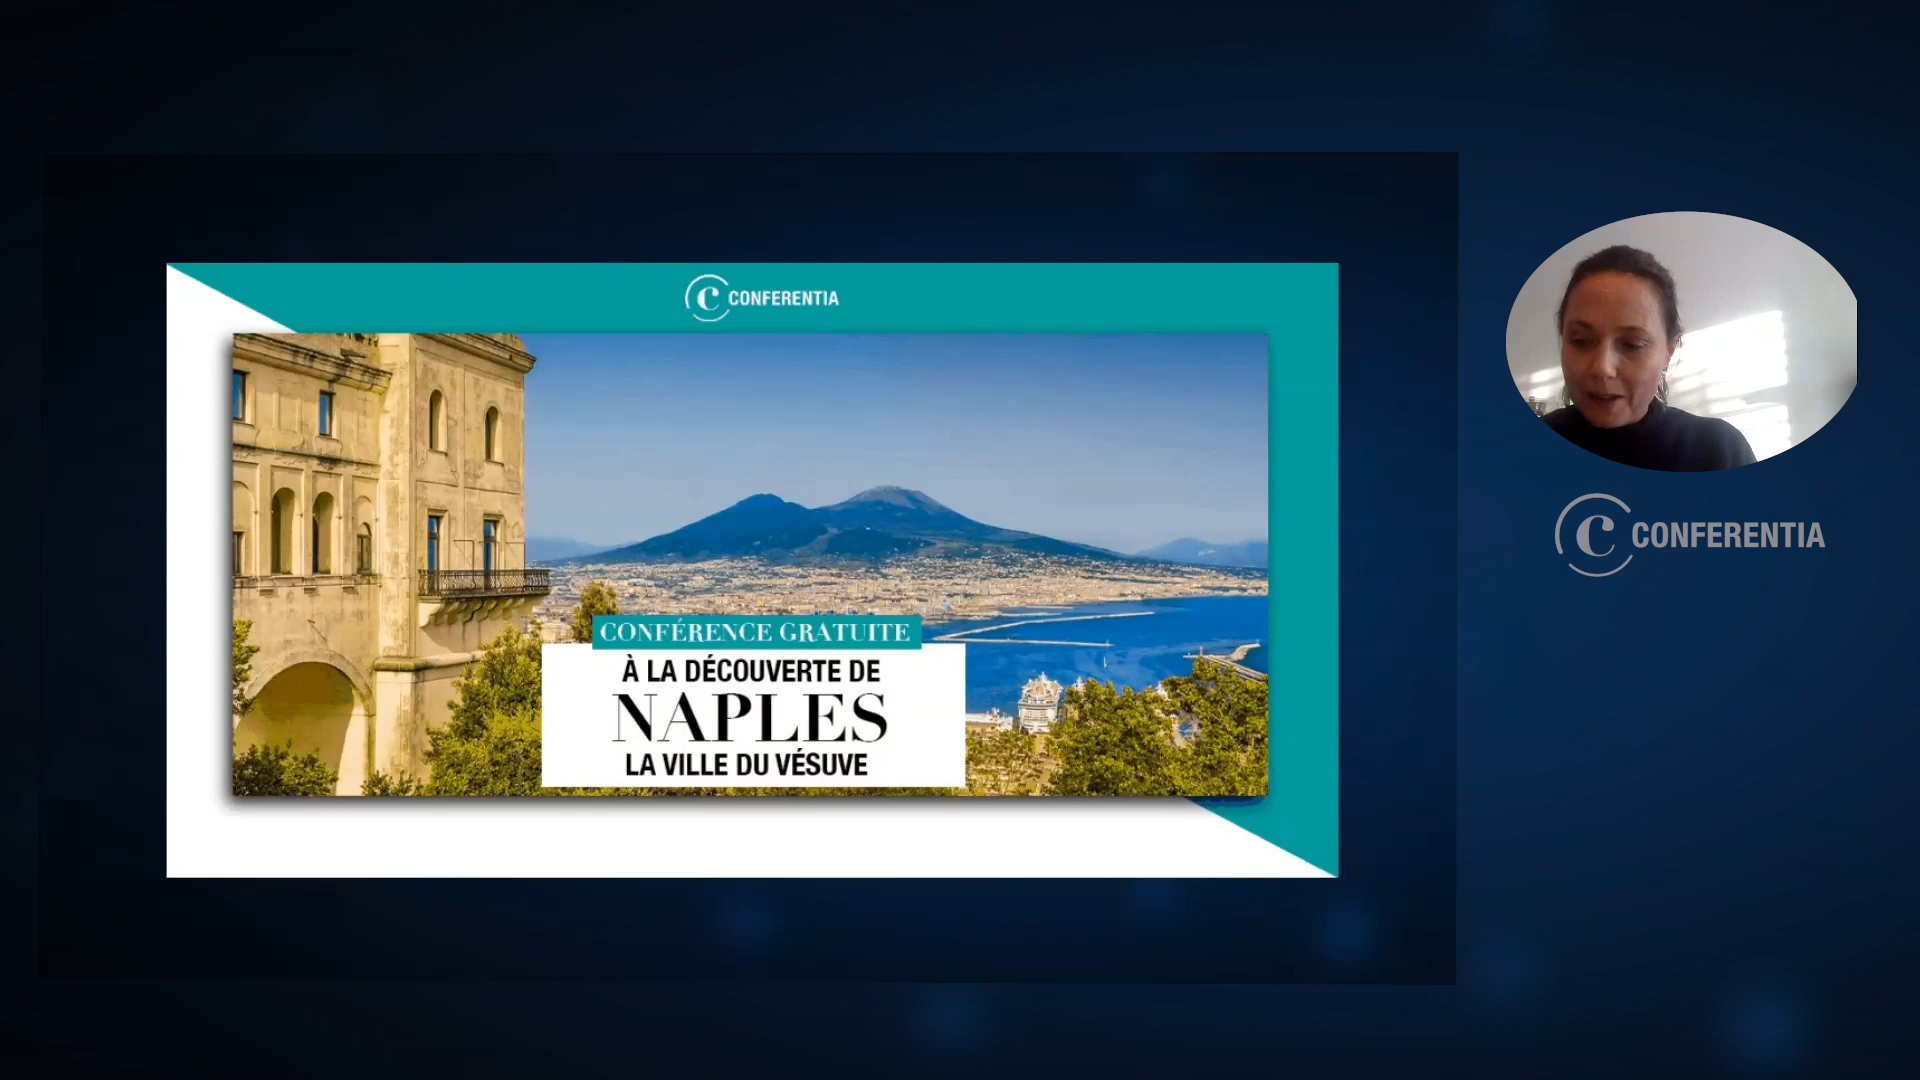 CONFERENTIA
CONFÉRENCE GRATUITE
À LA DÉCOUVERTE DE
NAPLES
LA VILLE DU VÉSUVE
CONFERENTIA